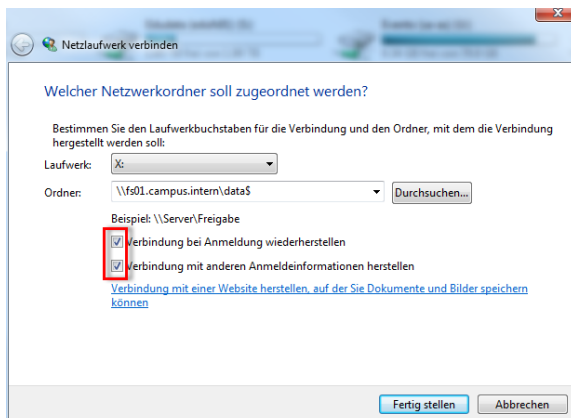 Netzlaufwerk verbinden
Welcher Netzwerkordner soll zugeordnet werden?
Bestimmen Sie den Laufwerkbuchstaben für die Verbindung und den Ordner, mit dem die Verbindung
hergestellt werden soll:
Laufwerk: X:
Ordner: \\fs01.campus.intern\data$ Durchsuchen...
Beispiel: \\Server\Freigabe
Verbindung bei Anmeldung wiederherstellen
Verbindung mit anderen Anmeldeinformationen herstellen
Verbindung mit einer Website herstellen, auf der Sie Dokumente und Bilder speichern
können
Fertig stellen Abbrechen